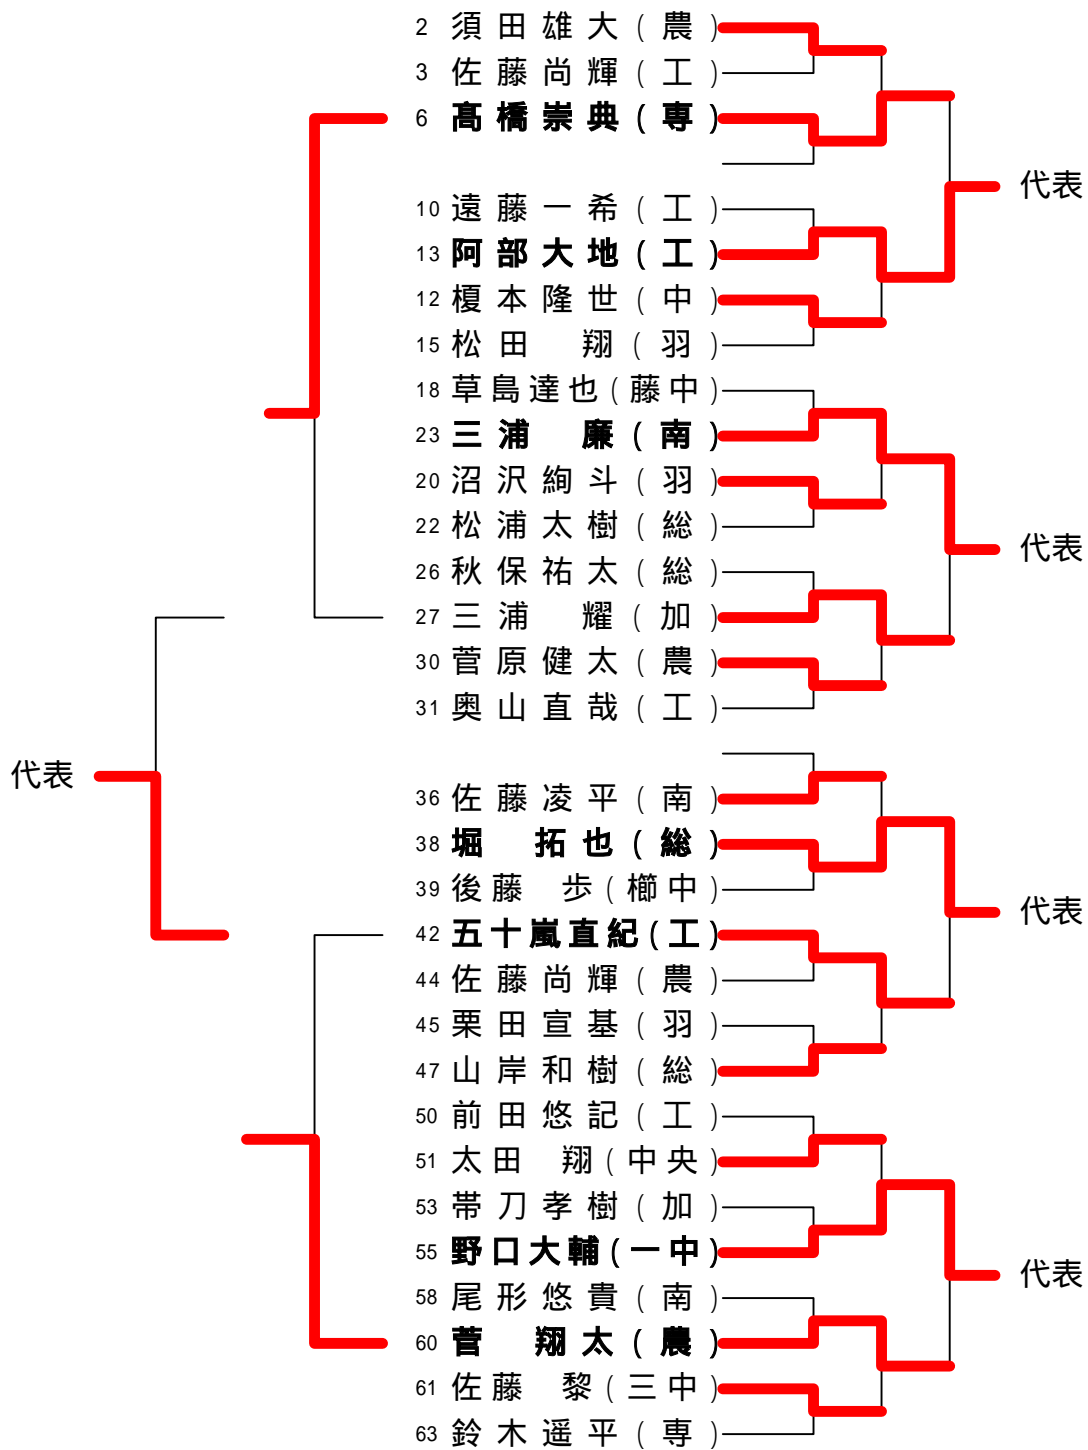 2 須田雄大(農)
3 佐藤尚輝(工)
6 髙橋崇典(専)
代表
10 遠藤一希(工)
13 阿部大地(工)
12 榎本隆世(中)
15 松田 翔(羽)
18 草島達也(藤中)
23 三浦 廉(南)
20 沼沢絢斗(羽)
22 松浦太樹(総)
代表
26 秋保祐太(総)
27 三浦 耀(加)
30 菅原健太(農)
31 奥山直哉(工)
代表
36 佐藤凌平(南)
38 堀 拓也(総)
39 後藤 歩(櫛中)
代表
42 五十嵐直紀(工)
44 佐藤尚輝(農)
45 栗田宣基(羽)
47 山岸和樹(総)
50 前田悠記(工)
51 太田 翔(中央)
53 帯刀孝樹(加)
55 野口大輔(一中)
代表
58 尾形悠貴(南)
60 菅 翔太(農)
61 佐藤 黎(三中)
63 鈴木遥平(専)